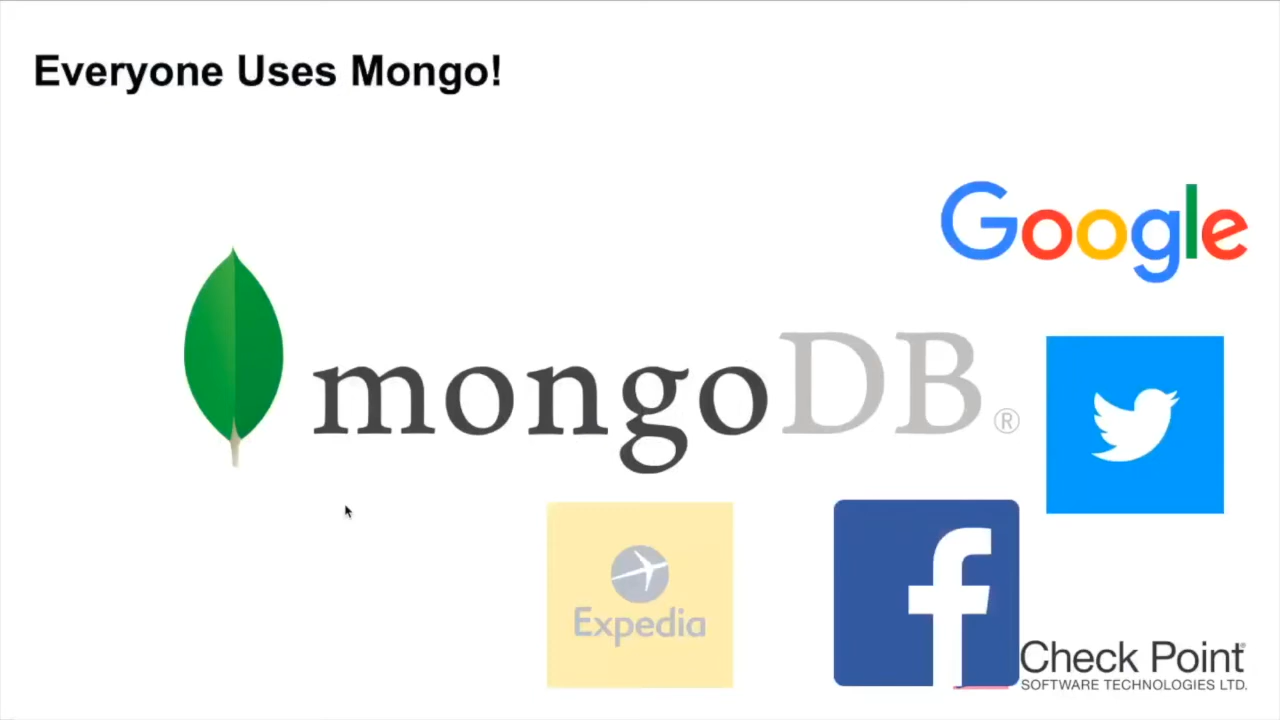 Everyone Uses Mongo!
Google
mongoDB®
Expedia
f
Check Point®
SOFTWARE TECHNOLOGIES LTD.